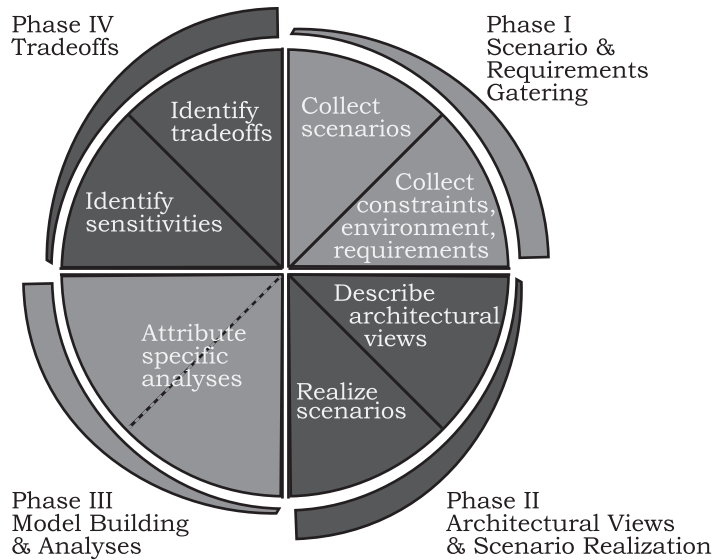 Phase IV
Tradeoffs
Phase I
Scenario &
Requirements
Gatering
Identify
tradeoffs
Collect
scenarios
Identify
sensitivities
Collect
constraints,
environment,
requirements
Attribute
specific
analyses
Describe
architectural
views
Realize
scenarios
Phase III
Model Building
& Analyses
Phase II
Architectural Views
& Scenario Realization